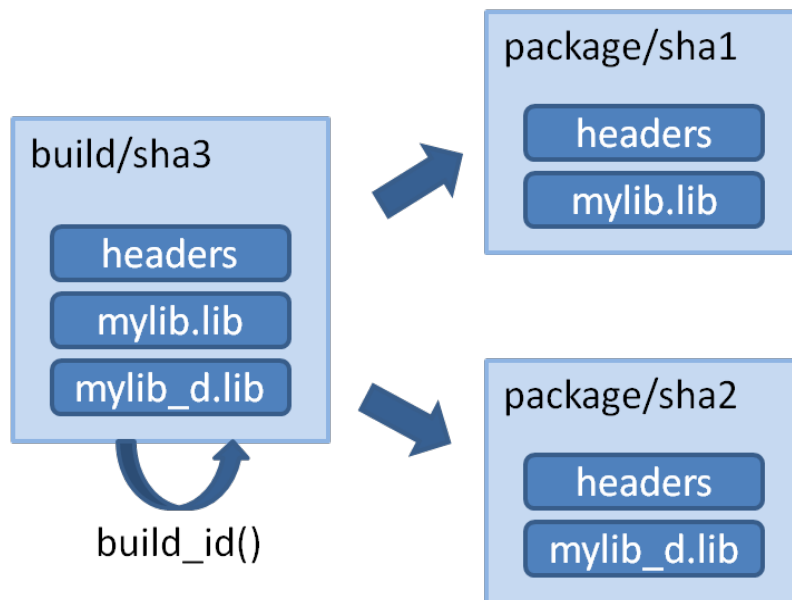 build/sha3
headers
mylib.lib
mylib_d.lib
build_id()
package/sha1
headers
mylib.lib
package/sha2
headers
mylib_d.lib